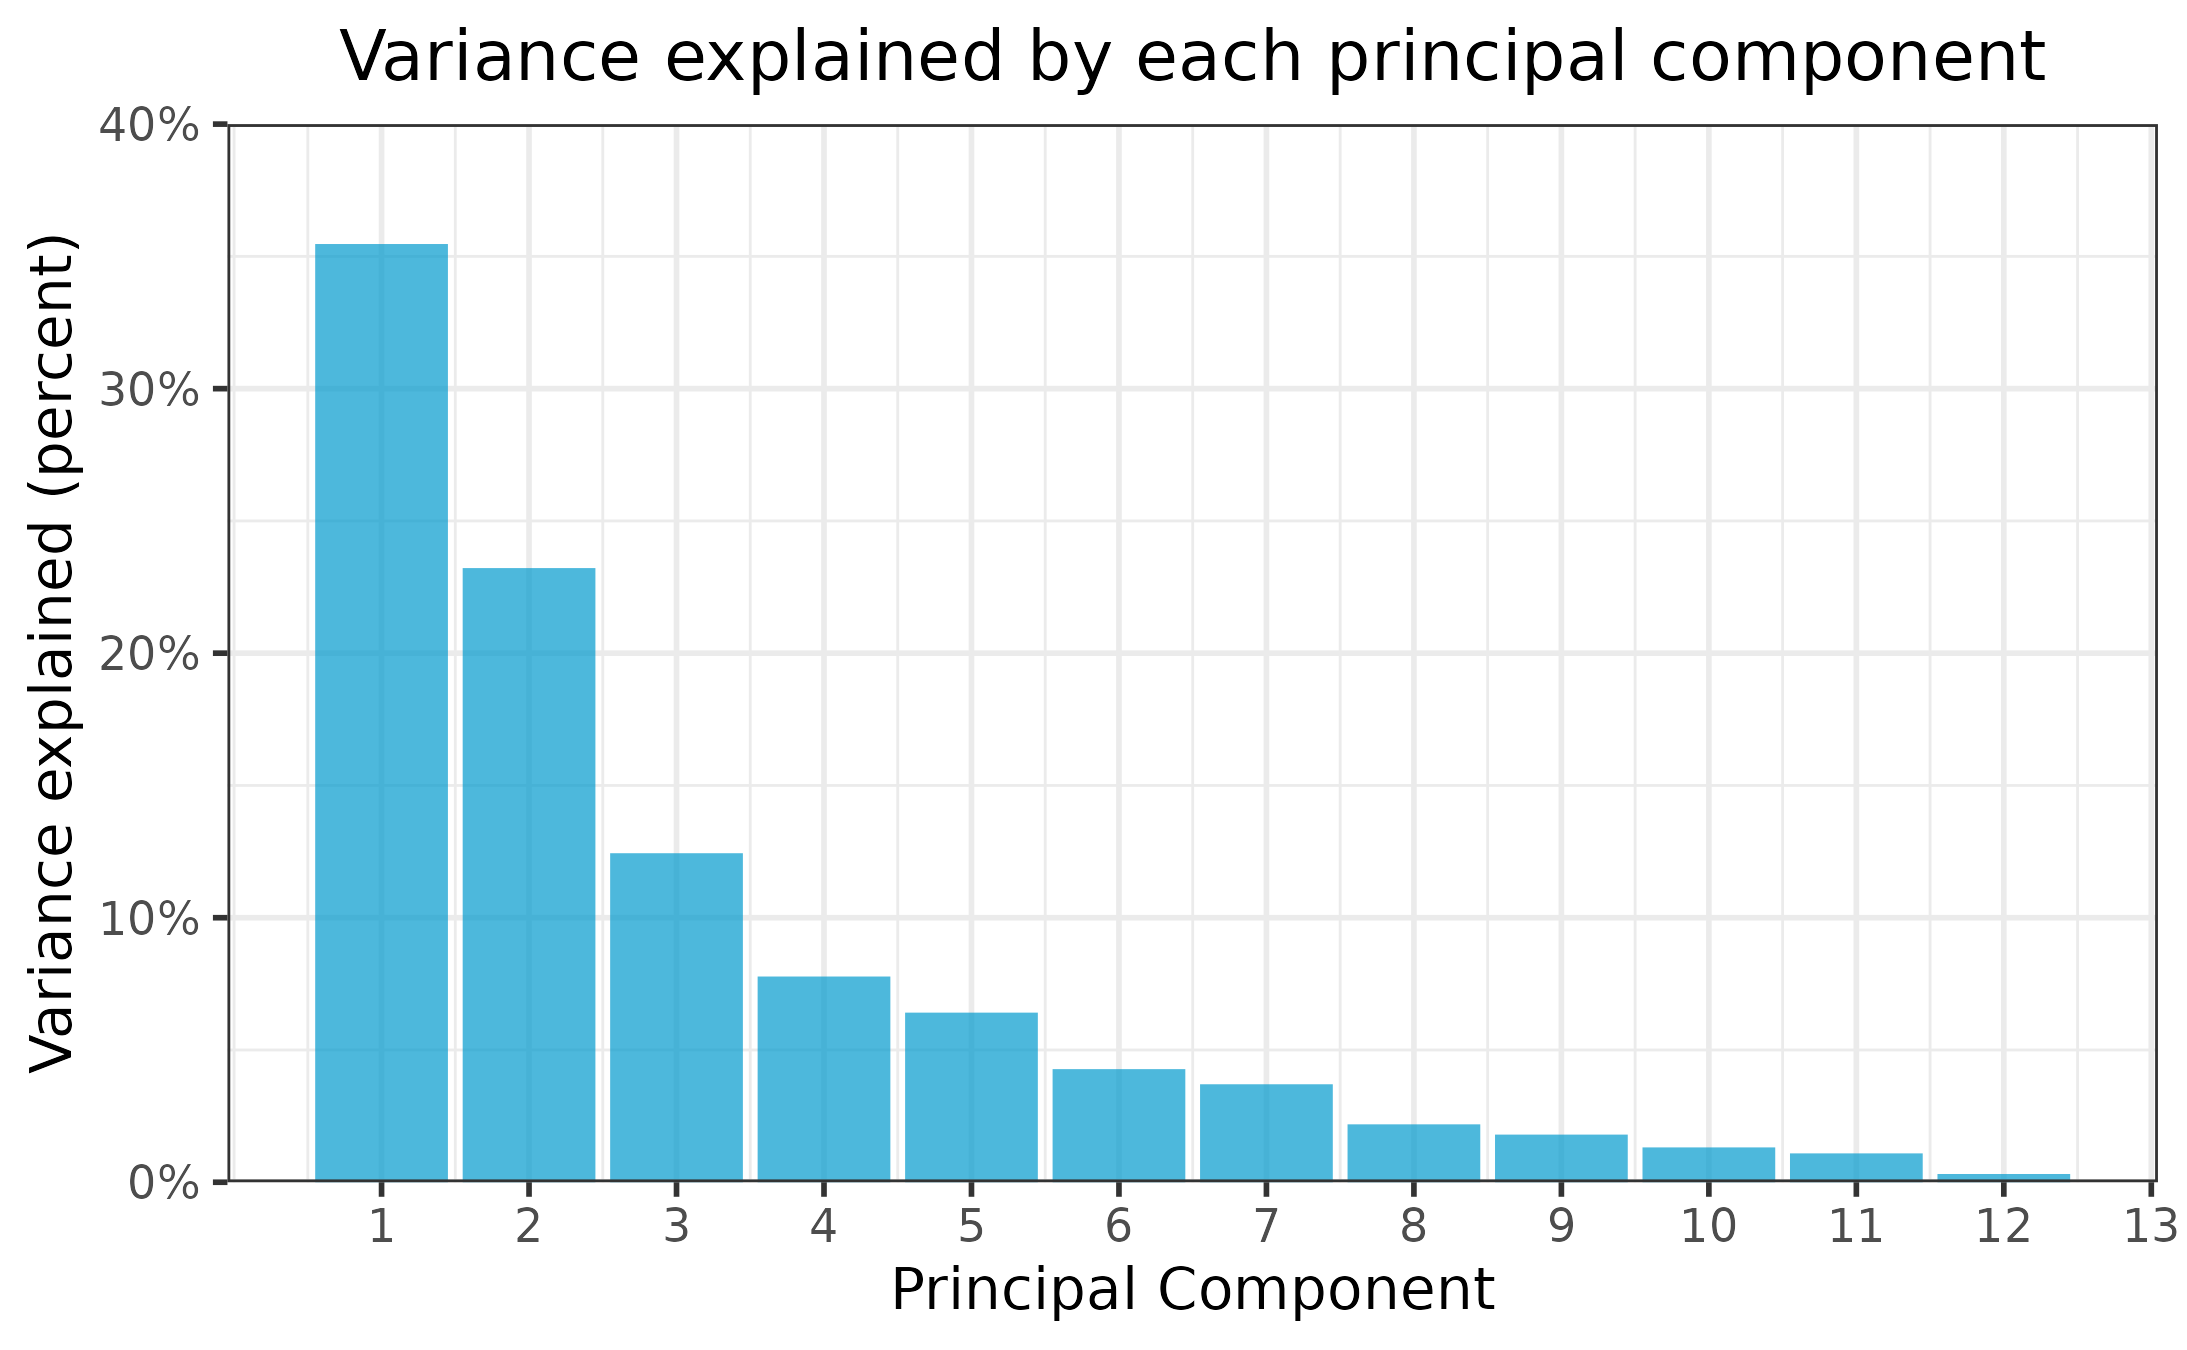 Variance explained by each principal component
Variance explained (percent)
40%
30%
20%
10%
0%
1 2 3 4 5 6 7 8 9 10 11 12 13
Principal Component